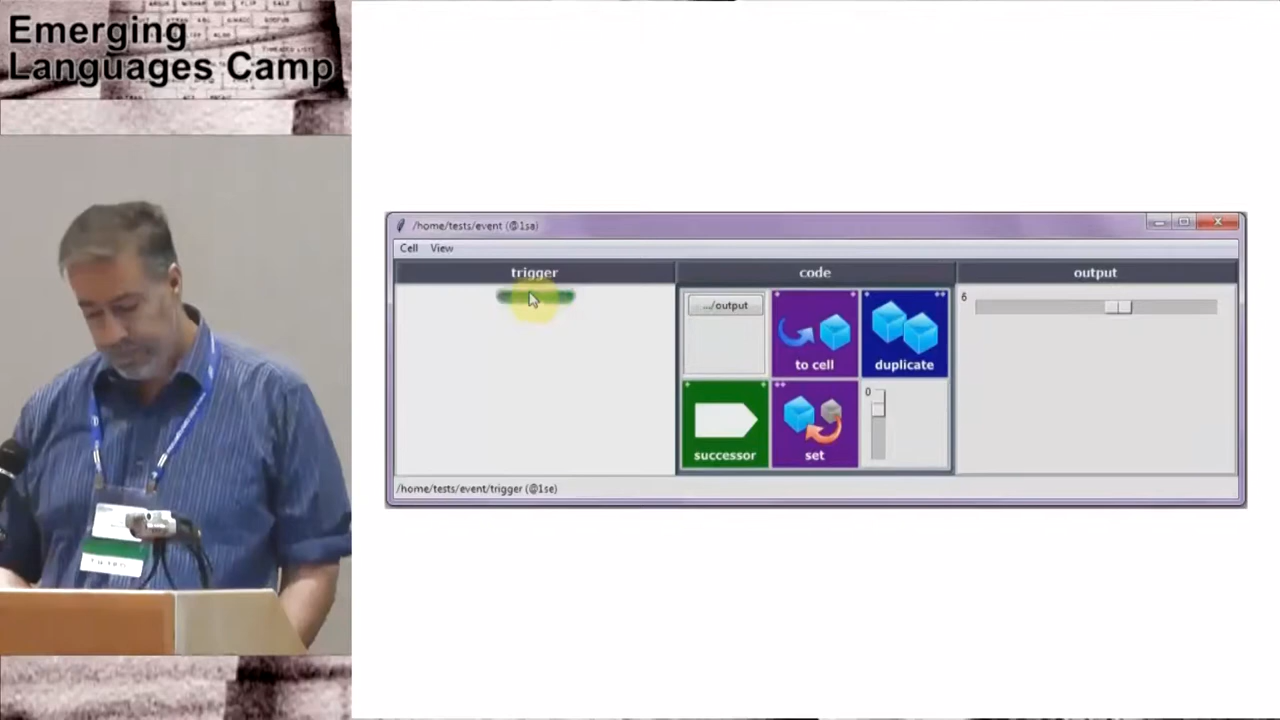 Emerging
Languages Camp
/home/tests/event (@1sa)
Cell View
trigger code output
.../output
to cell
duplicate
6
successor
set
0
/home/tests/event/trigger (@1se)